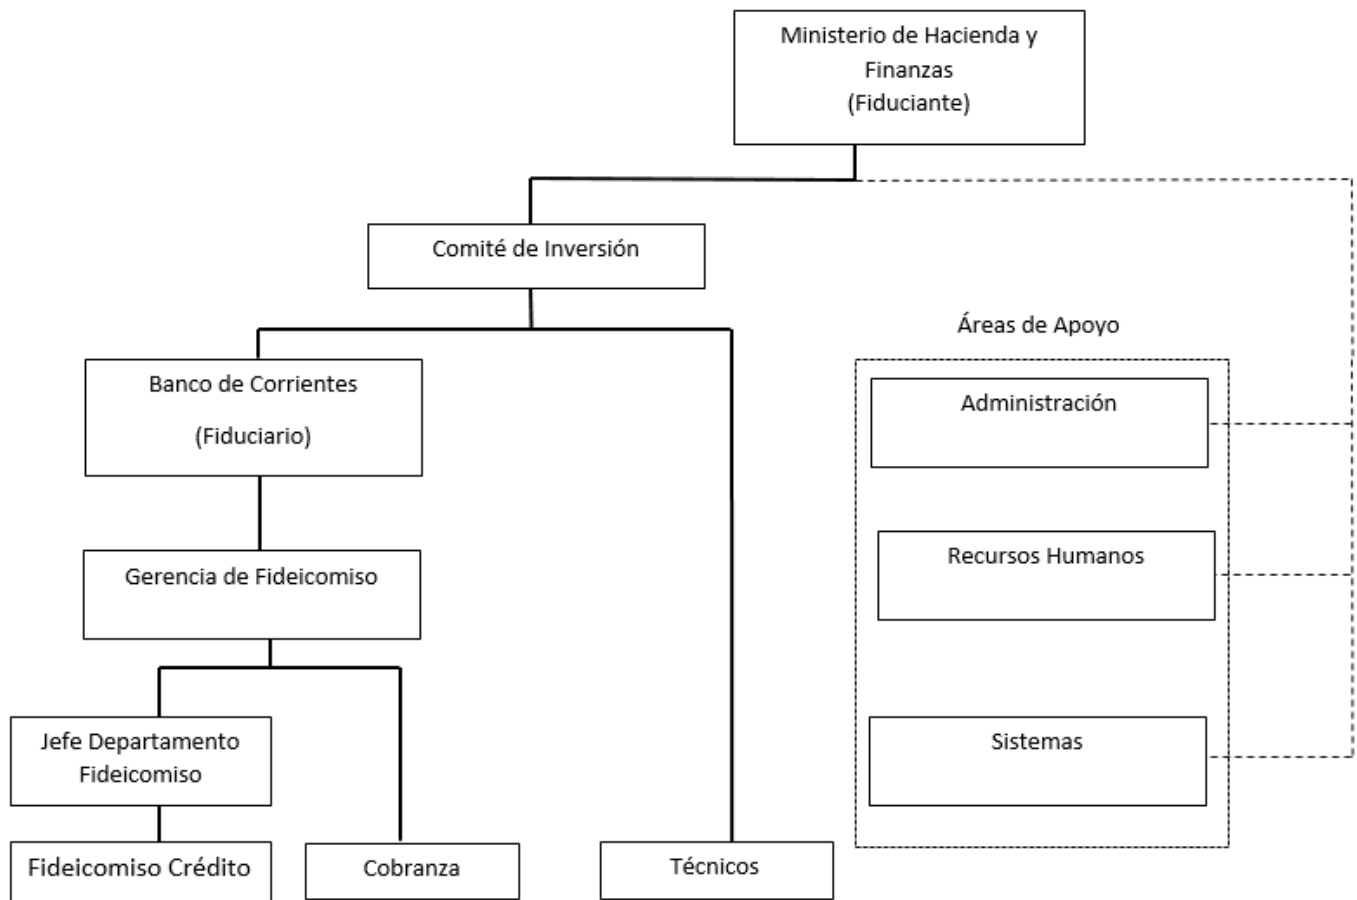 Ministerio de Hacienda y
Finanzas
(Fiduciante)
Comité de Inversión
Áreas de Apoyo
Banco de Corrientes
(Fiduciario)
Administración
Gerencia de Fideicomiso
Recursos Humanos
Jefe Departamento
Fideicomiso
Sistemas
Fideicomiso Crédito
Cobranza
Técnicos